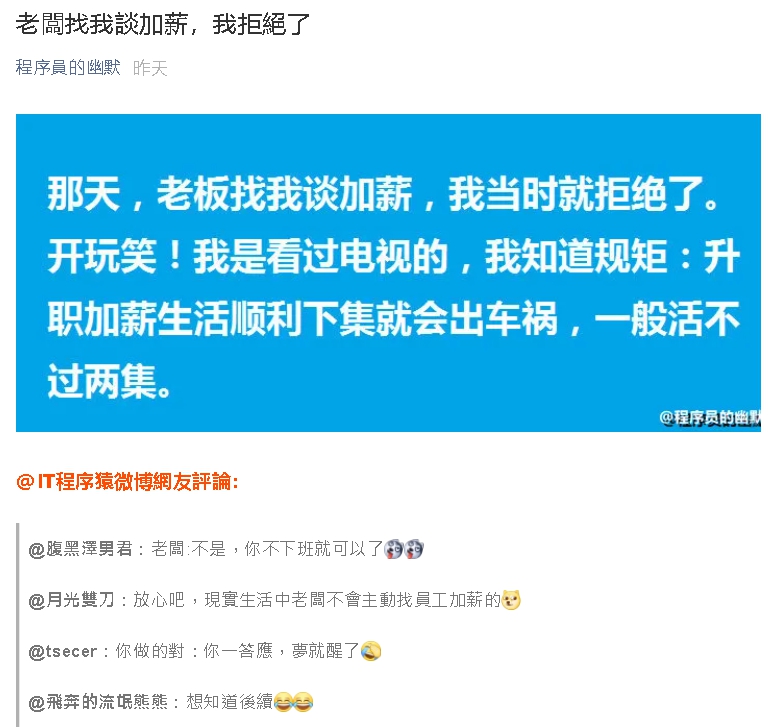 老闆找我談加薪，我拒絕了
程序員的幽默 昨天
那天，老板找我谈加薪，我当时就拒绝了。
开玩笑！我是看过电视的，我知道规矩：升
职加薪生活顺利下集就会出车祸，一般活不
过两集。
@程序员的幽默
@IT程序猿微博網友評論：
@腹黑澤男君：老闆:不是，你不下班就可以了
@月光雙刀：放心吧，現實生活中老闆不會主動找員工加薪的
@tsecer：你做的對：你一答應，夢就醒了
@飛奔的流氓熊熊：想知道後續